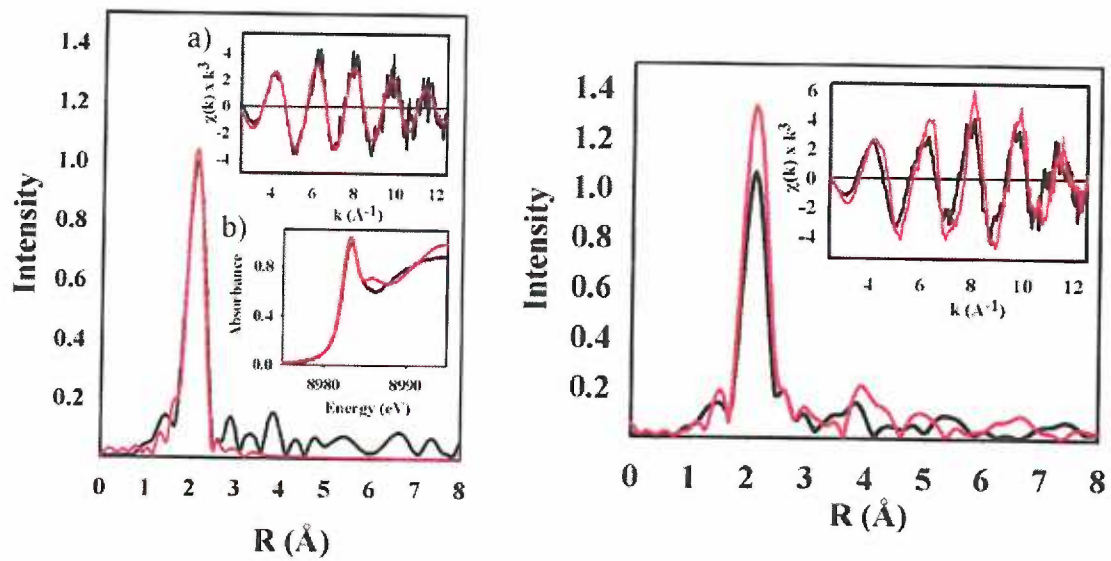 1.4
1.2
1.0
0.8
0.6
0.4
0.2
Intensity
0 1 2 3 4 5 6 7 8
R (Å)
a)
4
2
0
-2
-4
χ(k) x k³
4 6 8 10 12
k (Å⁻¹)
b)
0.8
0.4
0.0
Absorbance
8980 8990
Energy (eV)
1.4
1.2
1.0
0.8
0.6
0.4
0.2
Intensity
0 1 2 3 4 5 6 7 8
R (Å)
6
4
2
0
-2
-4
χ(k) x k³
4 6 8 10 12
k (Å⁻¹)